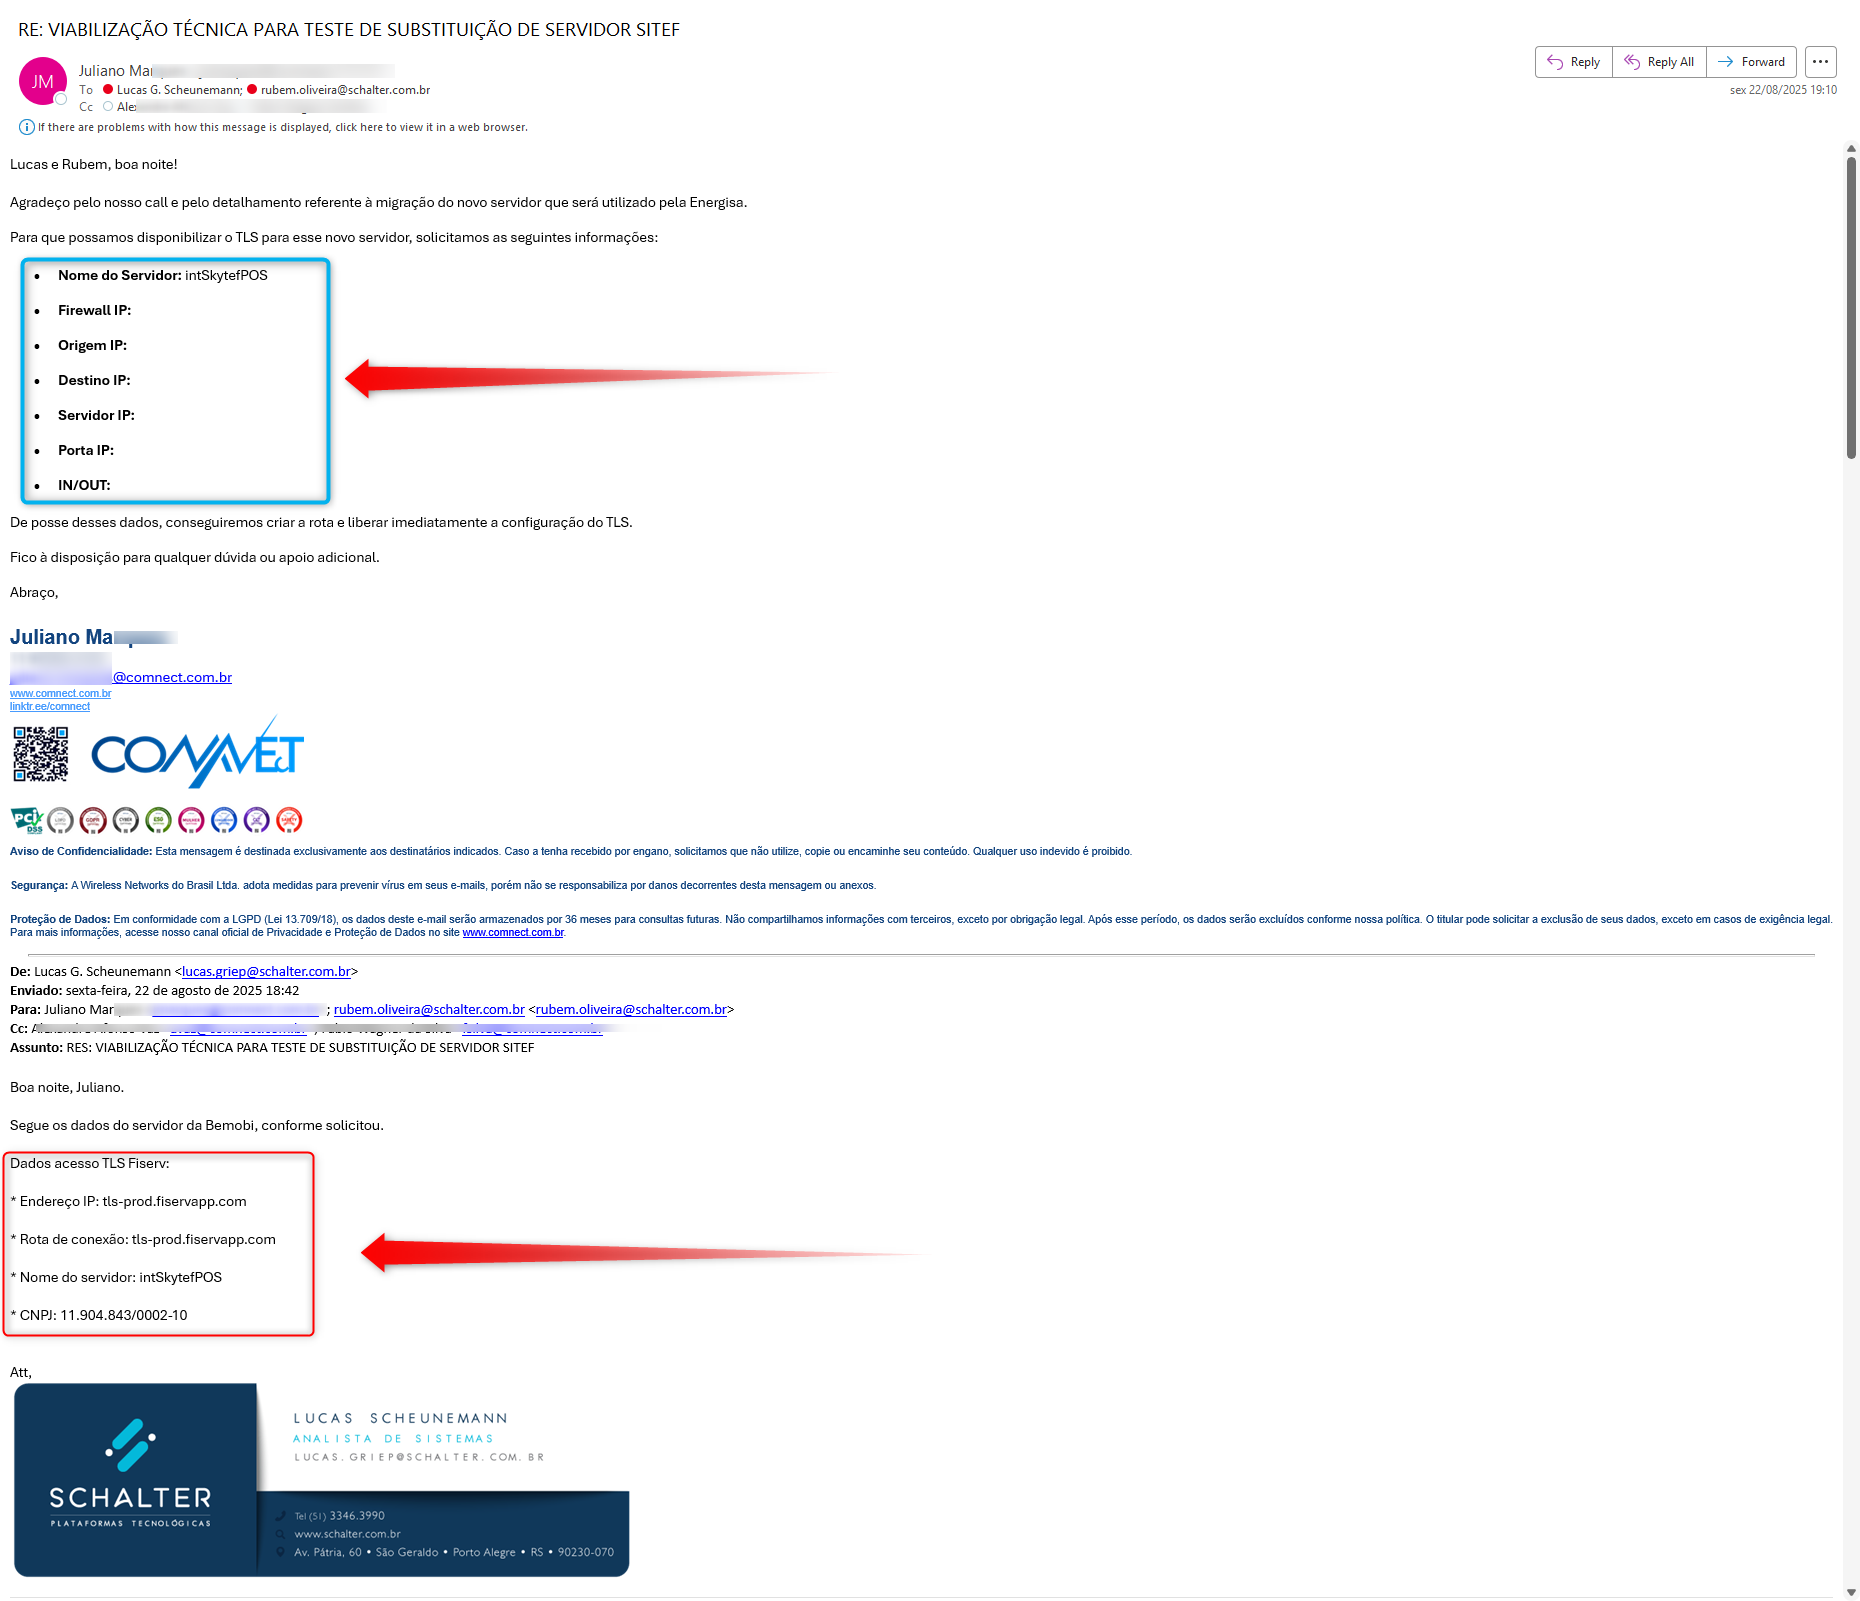 RE: VIABILIZAÇÃO TÉCNICA PARA TESTE DE SUBSTITUIÇÃO DE SERVIDOR SITEF
JM
Juliano Mar
To Lucas G. Scheunemann; rubem.oliveira@schalter.com.br
Cc
Reply
Reply All
Forward
sex 22/08/2025 19:10
If there are problems with how this message is displayed, click here to view it in a web browser.
Lucas e Rubem, boa noite!
Agradeço pelo nosso call e pelo detalhamento referente à migração do novo servidor que será utilizado pela Energisa.
Para que possamos disponibilizar o TLS para esse novo servidor, solicitamos as seguintes informações:
• Nome do Servidor: intSkytefPOS
• Firewall IP:
• Origem IP:
• Destino IP:
• Servidor IP:
• Porta IP:
• IN/OUT:
De posse desses dados, conseguiremos criar a rota e liberar imediatamente a configuração do TLS.
Fico à disposição para qualquer dúvida ou apoio adicional.
Abraço,
Juliano Ma
@comnect.com.br
www.comnect.com.br
linktr.ee/comnect
COMNECT
PCI DSS
Aviso de Confidencialidade: Esta mensagem é destinada exclusivamente aos destinatários indicados. Caso a tenha recebido por engano, solicitamos que não utilize, copie ou encaminhe seu conteúdo. Qualquer uso indevido é proibido.
Segurança: A Wireless Networks do Brasil Ltda. adota medidas para prevenir vírus em seus e-mails, porém não se responsabiliza por danos decorrentes desta mensagem ou anexos.
Proteção de Dados: Em conformidade com a LGPD (Lei 13.709/18), os dados deste e-mail serão armazenados por 36 meses para consultas futuras. Não compartilhamos informações com terceiros, exceto por obrigação legal. Após esse período, os dados serão excluídos conforme nossa política. O titular pode solicitar a exclusão de seus dados, exceto em casos de exigência legal.
Para mais informações, acesse nosso canal oficial de Privacidade e Proteção de Dados no site www.comnect.com.br.
De: Lucas G. Scheunemann <lucas.griep@schalter.com.br>
Enviado: sexta-feira, 22 de agosto de 2025 18:42
Para: Juliano Mar ; rubem.oliveira@schalter.com.br <rubem.oliveira@schalter.com.br>
Cc:
Assunto: RES: VIABILIZAÇÃO TÉCNICA PARA TESTE DE SUBSTITUIÇÃO DE SERVIDOR SITEF
Boa noite, Juliano.
Segue os dados do servidor da Bemobi, conforme solicitou.
Dados acesso TLS Fiserv:
* Endereço IP: tls-prod.fiservapp.com
* Rota de conexão: tls-prod.fiservapp.com
* Nome do servidor: intSkytefPOS
* CNPJ: 11.904.843/0002-10
Att,
LUCAS SCHEUNEMANN
ANALISTA DE SISTEMAS
LUCAS.GRIEP@SCHALTER.COM.BR
SCHALTER
PLATAFORMAS TECNOLÓGICAS
Tel (51) 3346.3990
www.schalter.com.br
Av. Pátria, 60 • São Geraldo • Porto Alegre • RS • 90230-070